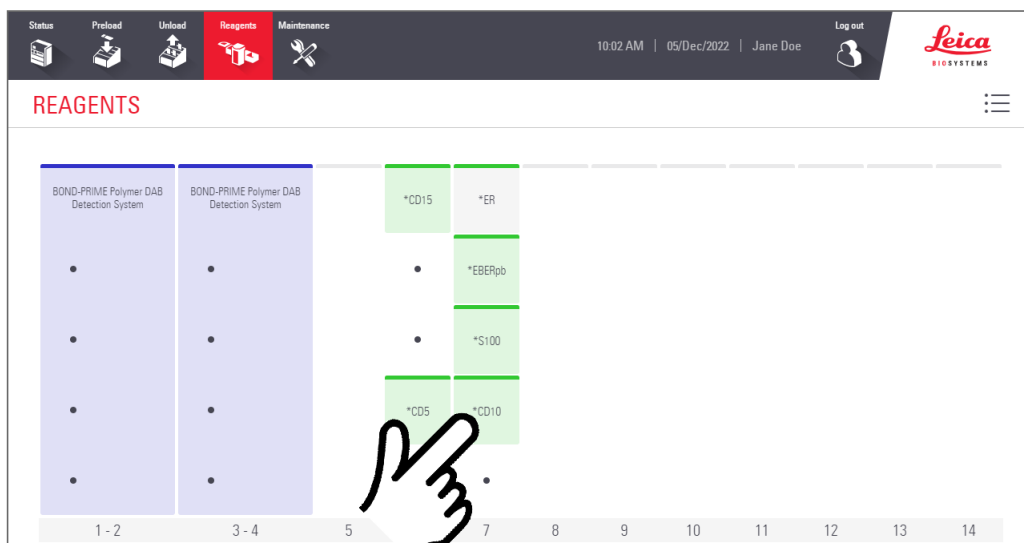 Status Preload Unload Reagents Maintenance
10:02 AM | 05/Dec/2022 | Jane Doe
Log out
Leica
BIOSYSTEMS
REAGENTS
BOND-PRIME Polymer DAB
Detection System
BOND-PRIME Polymer DAB
Detection System
*CD15
*ER
*EBERpb
*S100
*CD5
*CD10
1 - 2 3 - 4 5 7 8 9 10 11 12 13 14